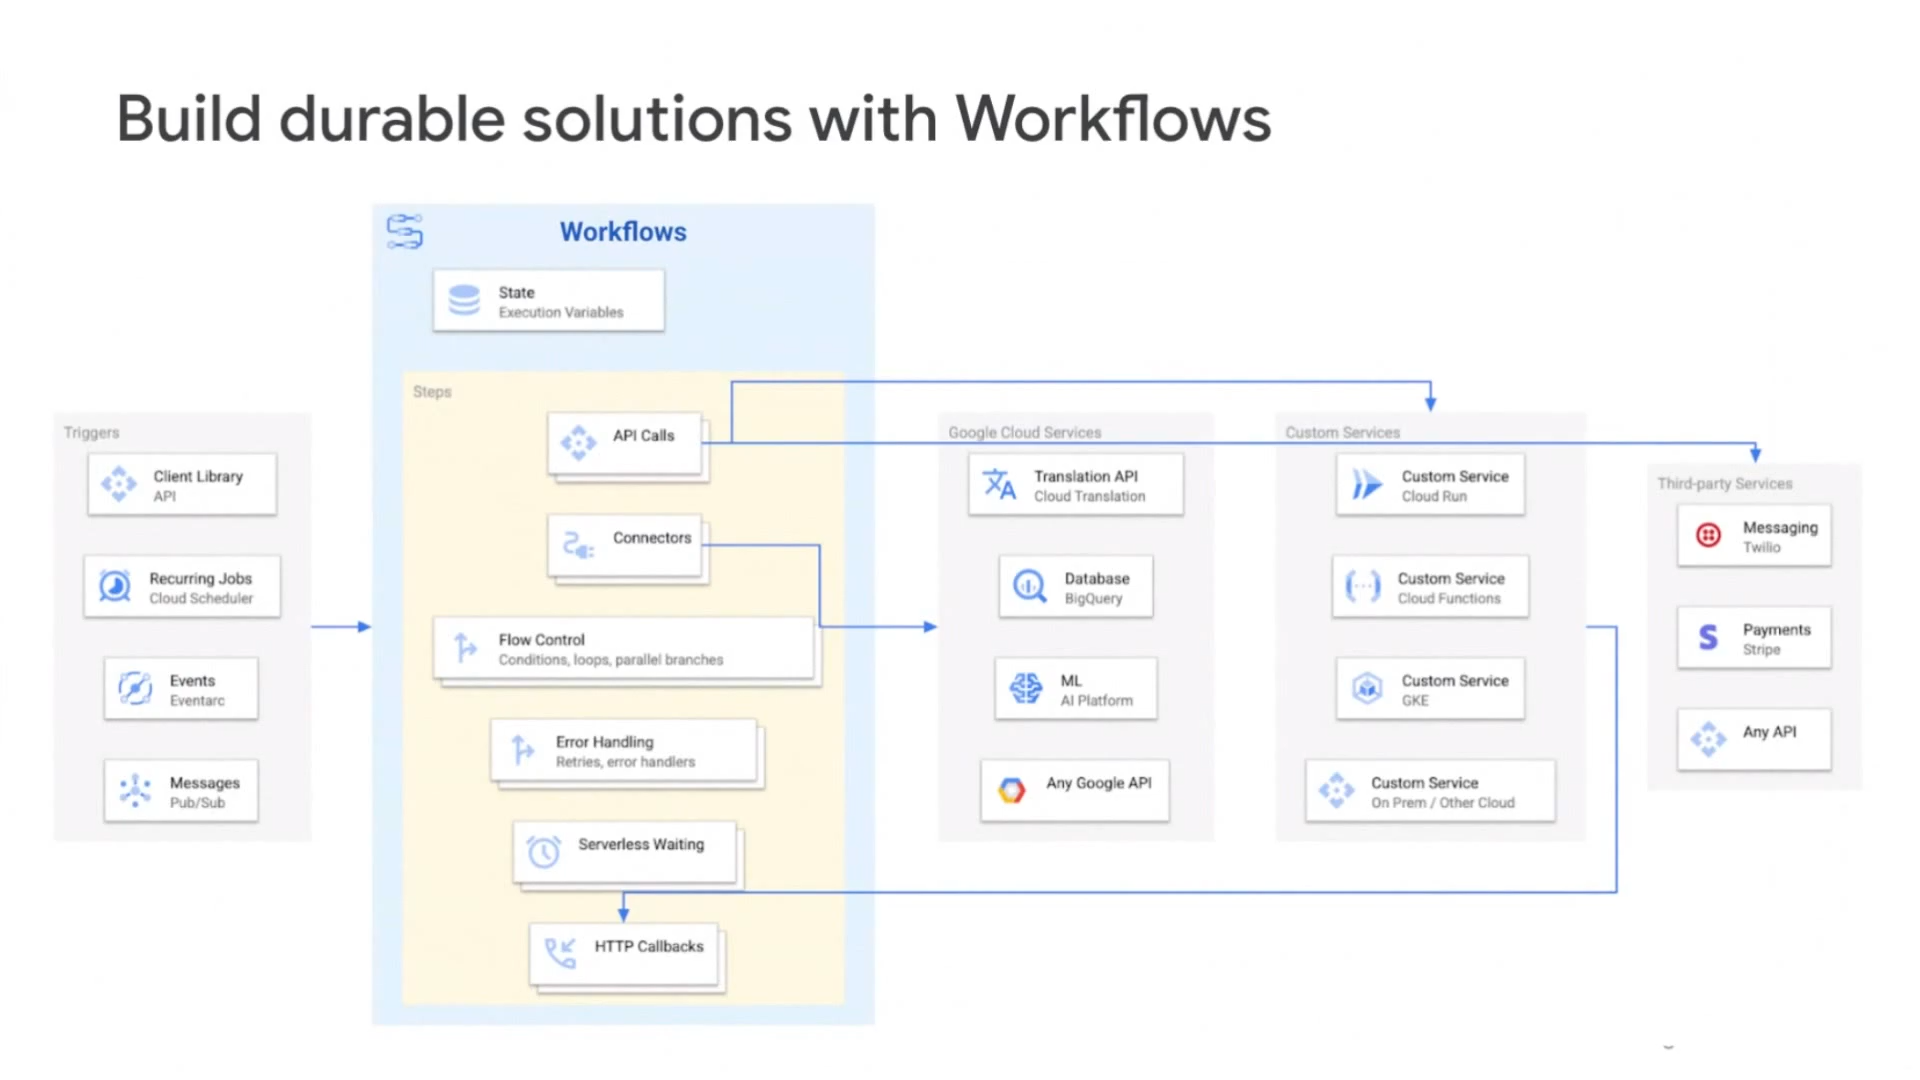 Build durable solutions with Workflows
Workflows
State
Execution Variables
Steps
API Calls
Connectors
Flow Control
Conditions, loops, parallel branches
Error Handling
Retries, error handlers
Serverless Waiting
HTTP Callbacks
Triggers
Client Library
API
Recurring Jobs
Cloud Scheduler
Events
Eventarc
Messages
Pub/Sub
Google Cloud Services
Translation API
Cloud Translation
Database
BigQuery
ML
AI Platform
Any Google API
Custom Services
Custom Service
Cloud Run
Custom Service
Cloud Functions
Custom Service
GKE
Custom Service
On Prem / Other Cloud
Third-party Services
Messaging
Twilio
Payments
Stripe
Any API